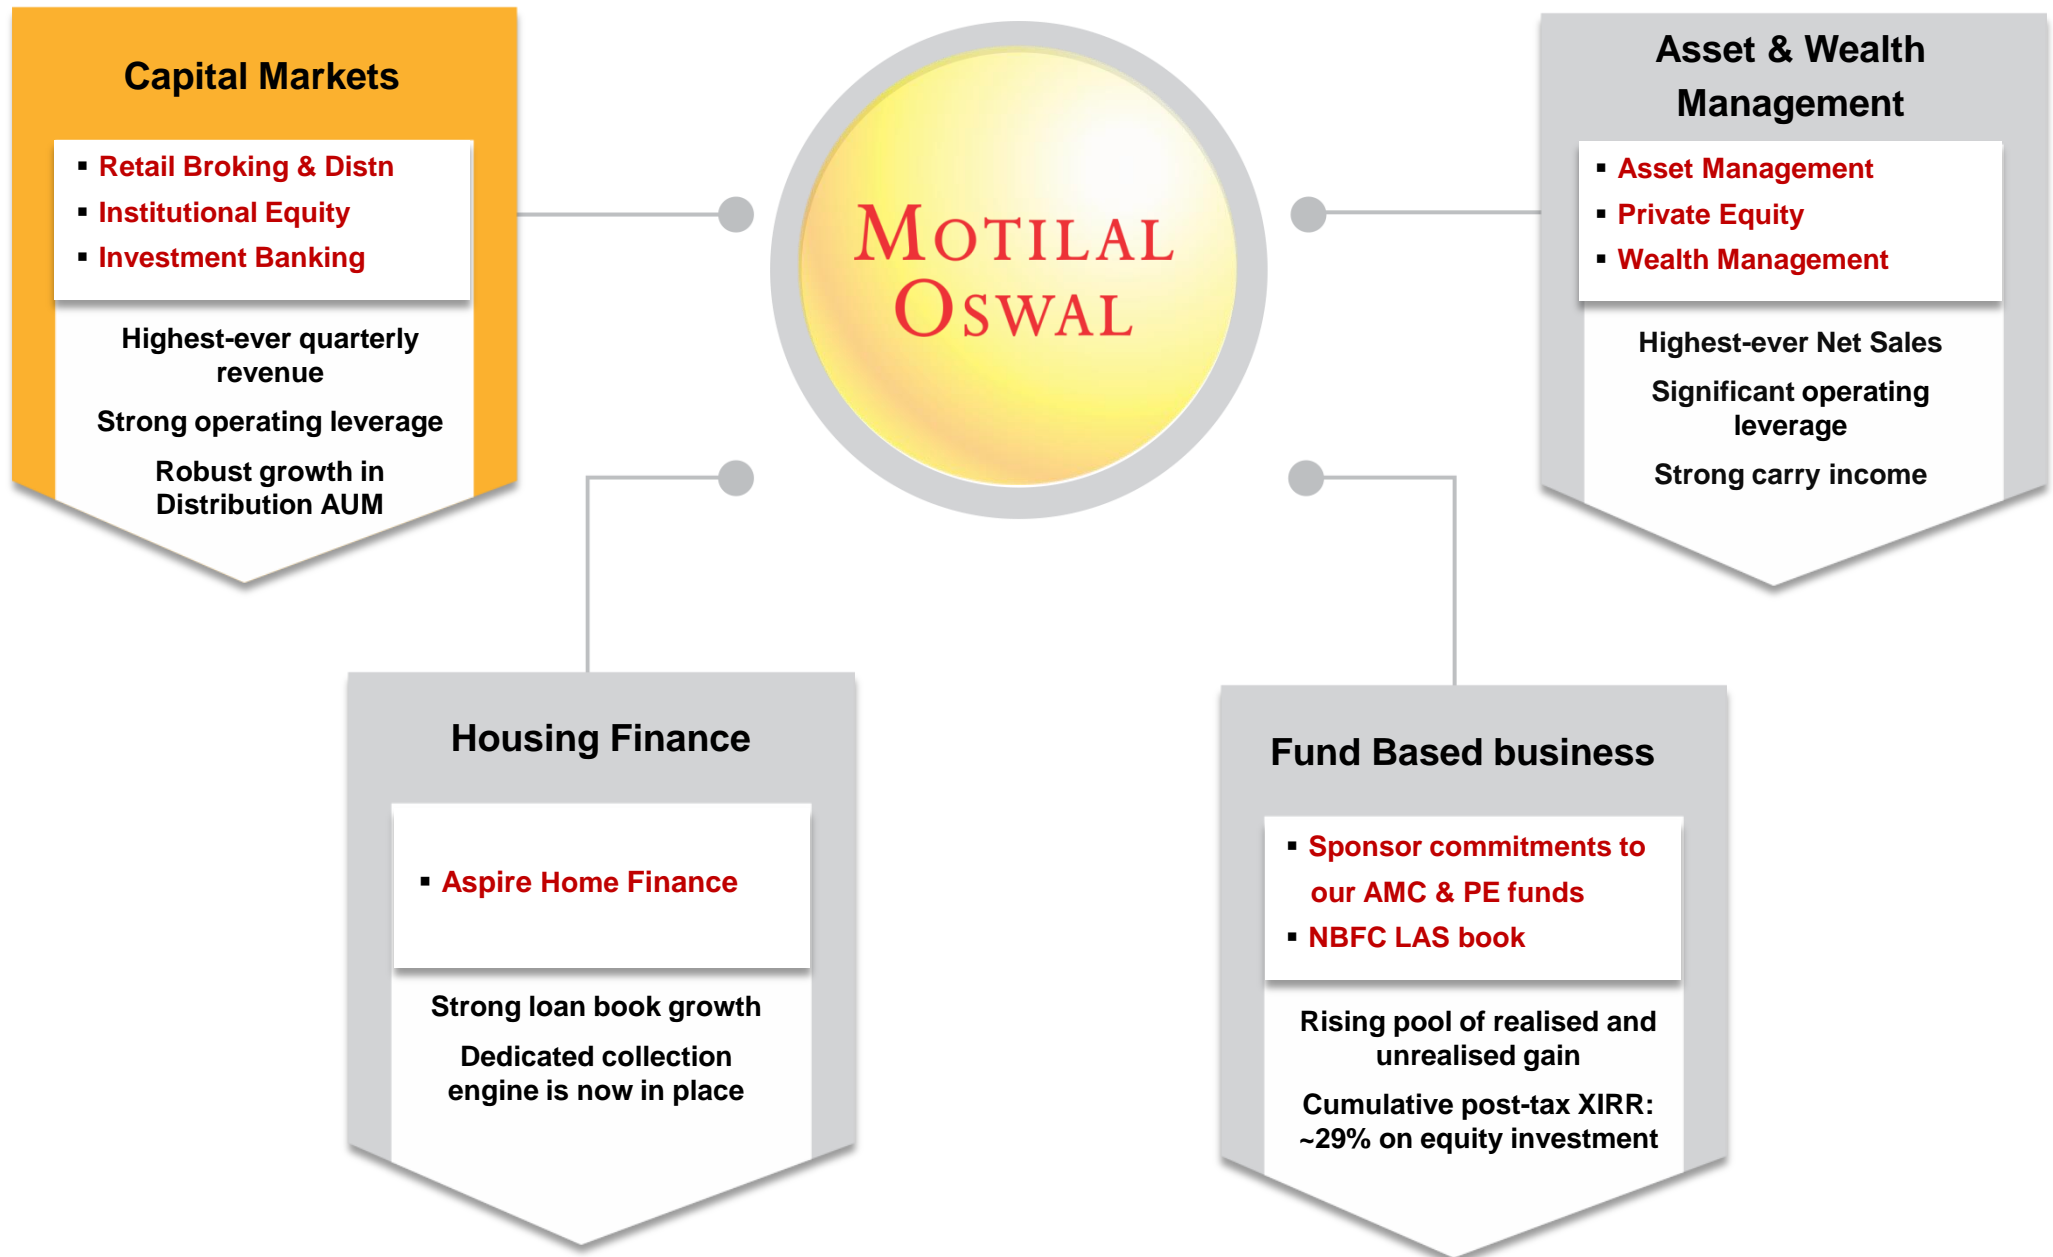 Capital Markets
▪ Retail Broking & Distn
▪ Institutional Equity
▪ Investment Banking
Highest-ever quarterly
revenue
Strong operating leverage
Robust growth in
Distribution AUM
MOTILAL
OSWAL
Asset & Wealth
Management
▪ Asset Management
▪ Private Equity
▪ Wealth Management
Highest-ever Net Sales
Significant operating
leverage
Strong carry income
Housing Finance
▪ Aspire Home Finance
Strong loan book growth
Dedicated collection
engine is now in place
Fund Based business
▪ Sponsor commitments to
our AMC & PE funds
▪ NBFC LAS book
Rising pool of realised and
unrealised gain
Cumulative post-tax XIRR:
~29% on equity investment